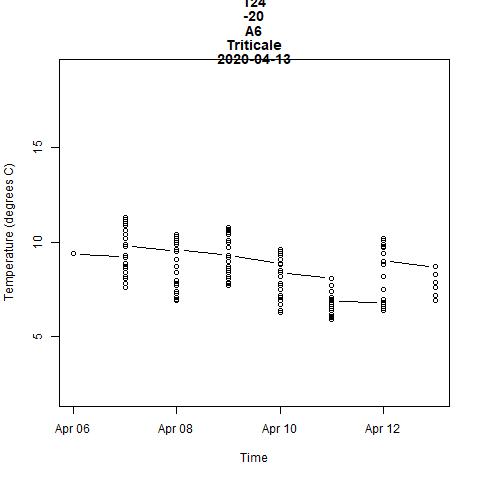 124
-20
A6
Triticale
2020-04-13
Temperature (degrees C)
15
10
5
Apr 06
Apr 08
Apr 10
Apr 12
Time